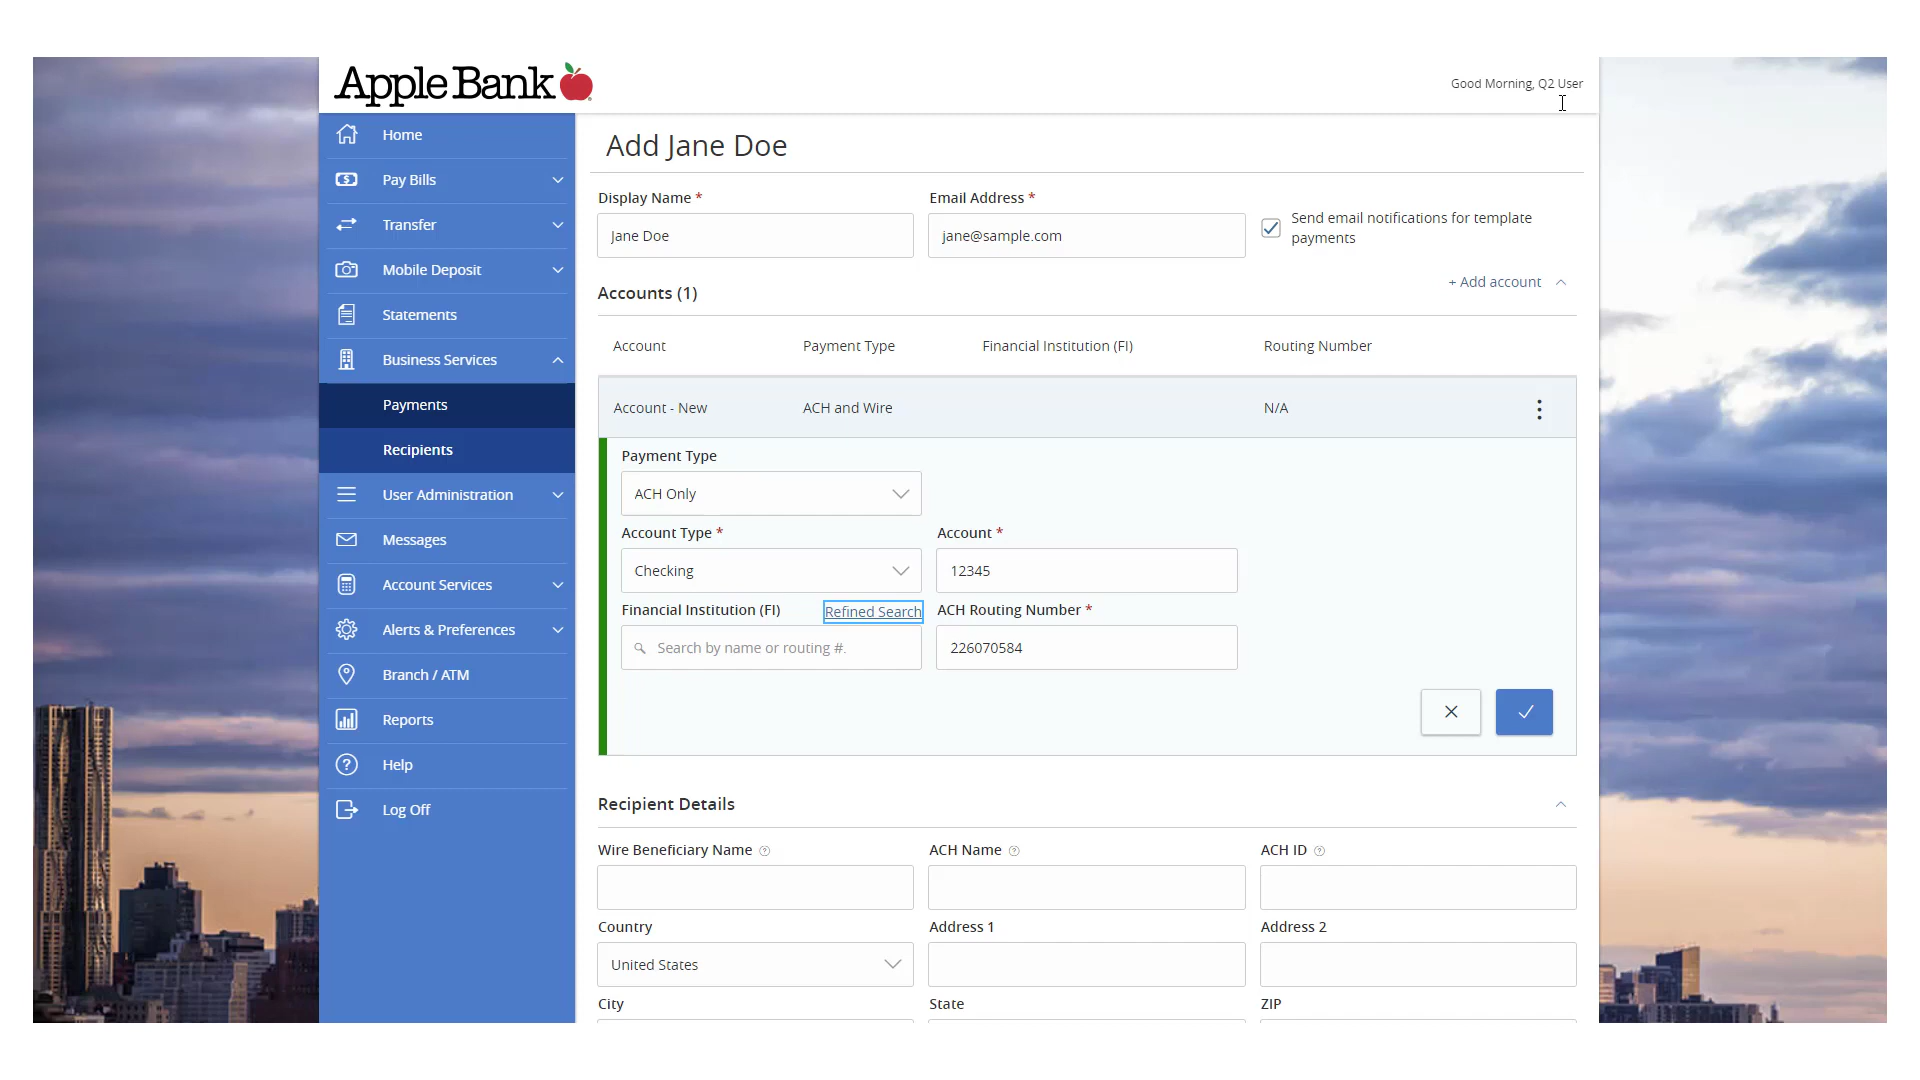 Apple Bank
Good Morning, Q2 User
Home
Pay Bills
Transfer
Mobile Deposit
Statements
Business Services
Payments
Recipients
User Administration
Messages
Account Services
Alerts & Preferences
Branch / ATM
Reports
Help
Log Off
Add Jane Doe
Display Name *
Email Address *
Jane Doe
jane@sample.com
Send email notifications for template
payments
Accounts (1)
+ Add account
Account
Payment Type
Financial Institution (FI)
Routing Number
Account - New
ACH and Wire
N/A
Payment Type
ACH Only
Account Type *
Account *
Checking
12345
Financial Institution (FI)
Refined Search
ACH Routing Number *
Search by name or routing #.
226070584
Recipient Details
Wire Beneficiary Name
ACH Name
ACH ID
Country
Address 1
Address 2
United States
City
State
ZIP